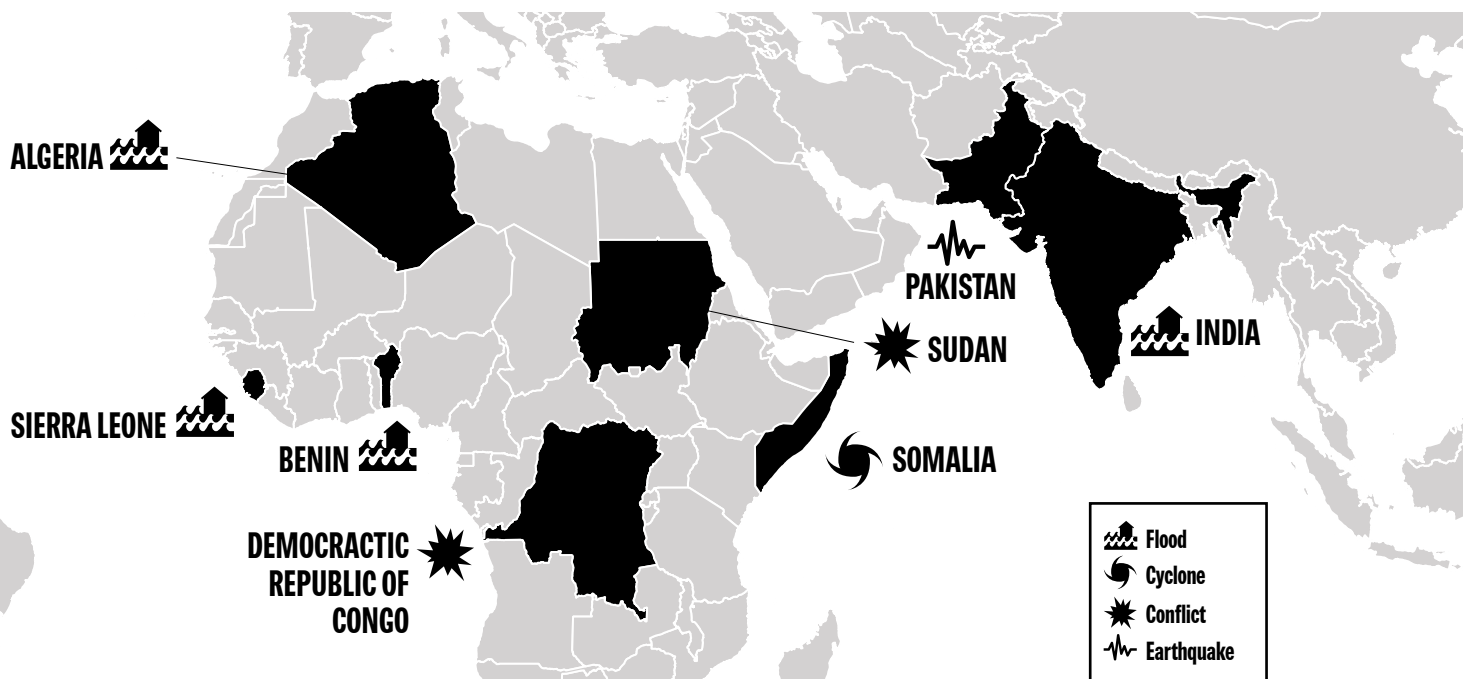 ALGERIA
PAKISTAN
INDIA
SUDAN
SIERRA LEONE
BENIN
SOMALIA
DEMOCRACTIC
REPUBLIC OF
CONGO
Flood
Cyclone
Conflict
Earthquake